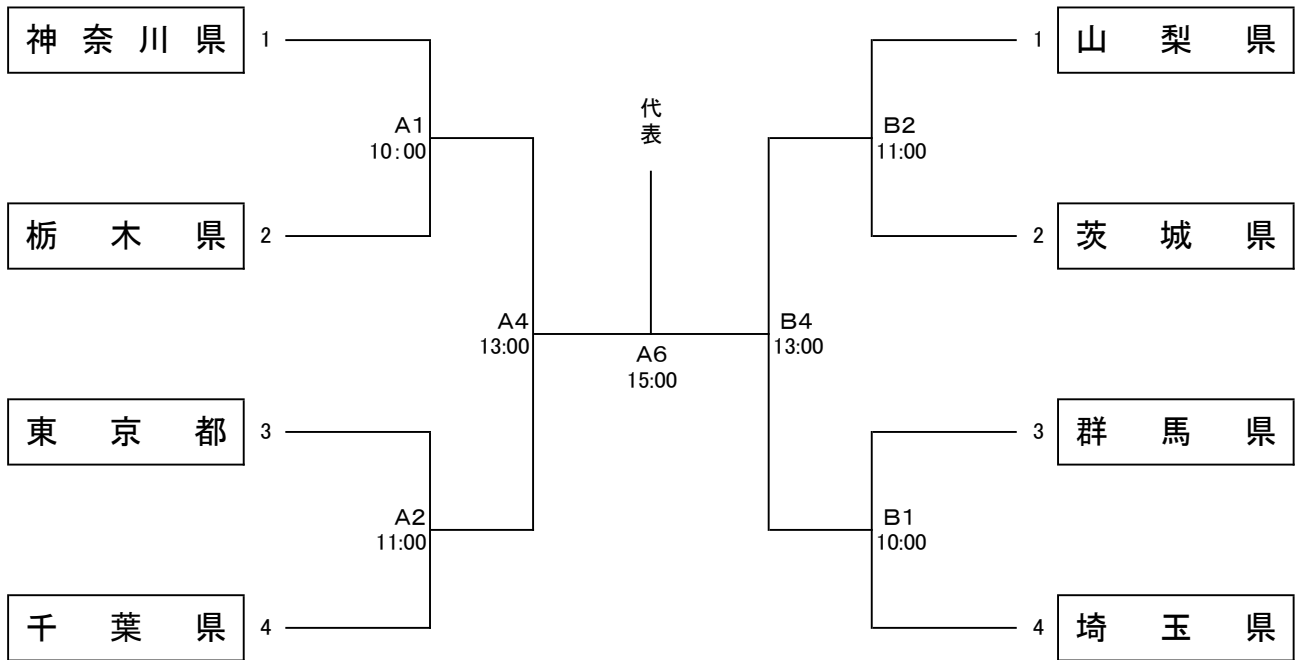 神奈川県 1
1 山梨県
代表
A1
10:00
B2
11:00
栃木県 2
2 茨城県
A4
13:00
B4
13:00
A6
15:00
東京都 3
3 群馬県
A2
11:00
B1
10:00
千葉県 4
4 埼玉県